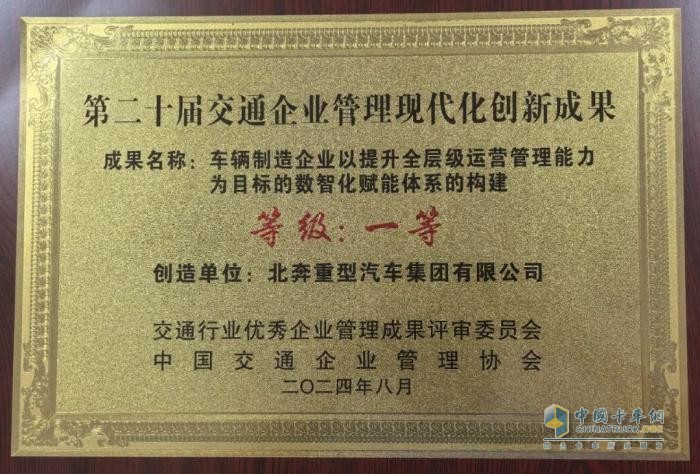 第二十届交通企业管理现代化创新成果
成果名称：车辆制造企业以提升全层级运营管理能力
为目标的数智化赋能体系的构建
等级：一等
创造单位：北奔重型汽车集团有限公司
交通行业优秀企业管理成果评审委员会
中国交通企业管理协会
二〇二四年八月
中国卡车网
CHINATRUCK.ORG